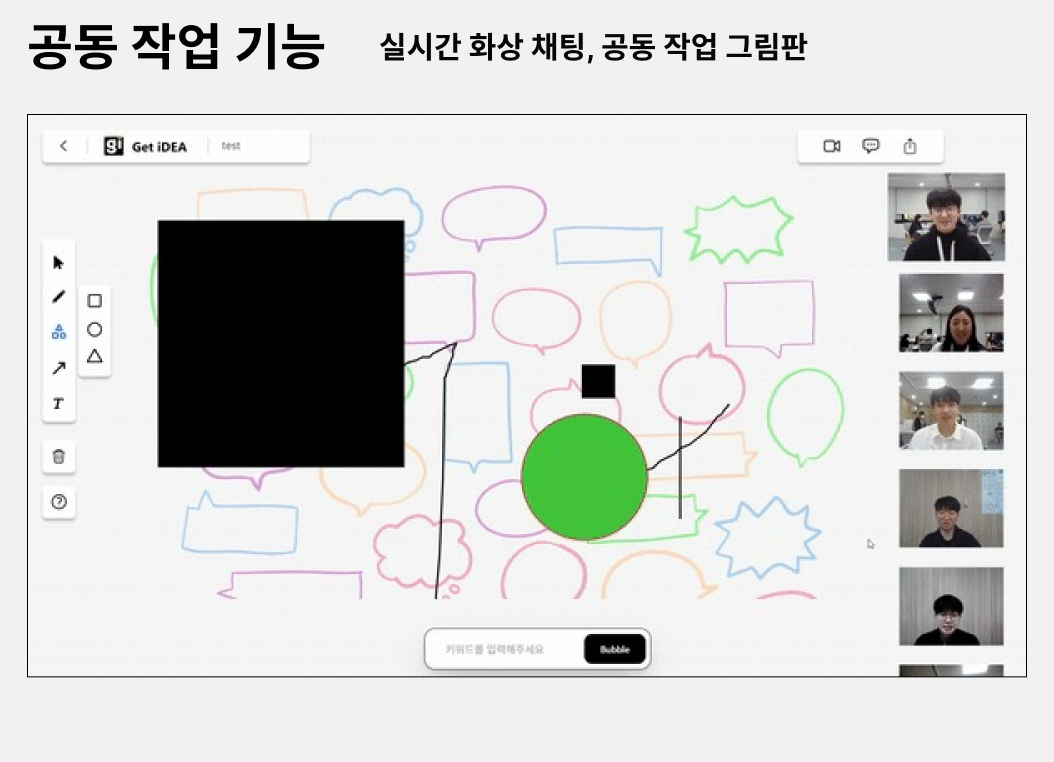 공동 작업 기능
실시간 화상 채팅, 공동 작업 그림판
gi Get iDEA test
T
키워드를 입력해주세요 Bubble